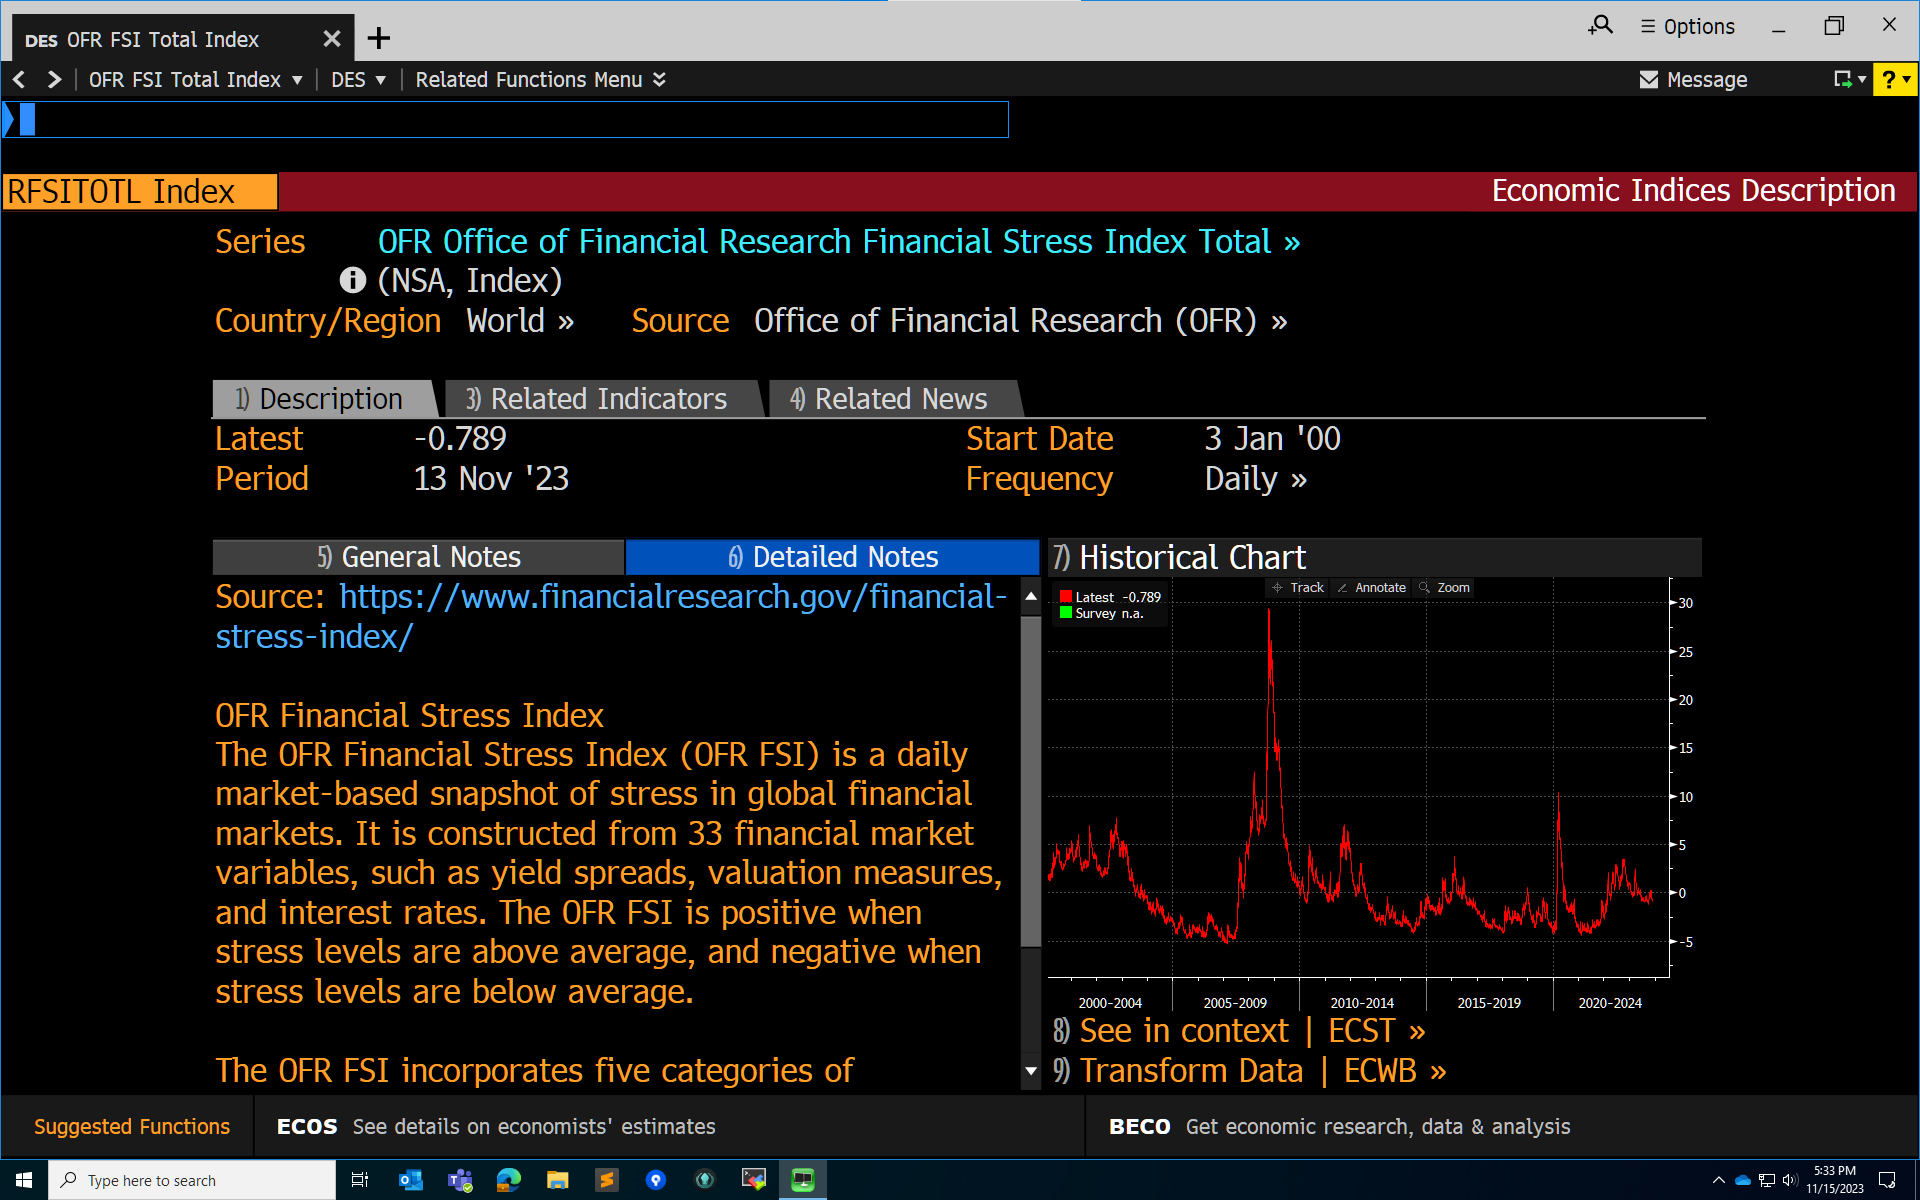 DES OFR FSI Total Index
Options
OFR FSI Total Index
DES
Related Functions Menu
Message
?
RFSITOTL Index
Economic Indices Description
Series OFR Office of Financial Research Financial Stress Index Total »
(NSA, Index)
Country/Region World » Source Office of Financial Research (OFR) »
1) Description 3) Related Indicators 4) Related News
Latest -0.789 Start Date 3 Jan '00
Period 13 Nov '23 Frequency Daily »
5) General Notes 6) Detailed Notes
Source: https://www.financialresearch.gov/financial-
stress-index/
OFR Financial Stress Index
The OFR Financial Stress Index (OFR FSI) is a daily
market-based snapshot of stress in global financial
markets. It is constructed from 33 financial market
variables, such as yield spreads, valuation measures,
and interest rates. The OFR FSI is positive when
stress levels are above average, and negative when
stress levels are below average.
The OFR FSI incorporates five categories of
7) Historical Chart
Track Annotate Zoom
Latest -0.789
Survey n.a.
30
25
20
15
10
5
0
-5
2000-2004 2005-2009 2010-2014 2015-2019 2020-2024
8) See in context | ECST »
9) Transform Data | ECWB »
Suggested Functions ECOS See details on economists' estimates BECO Get economic research, data & analysis
Type here to search
5:33 PM
11/15/2023